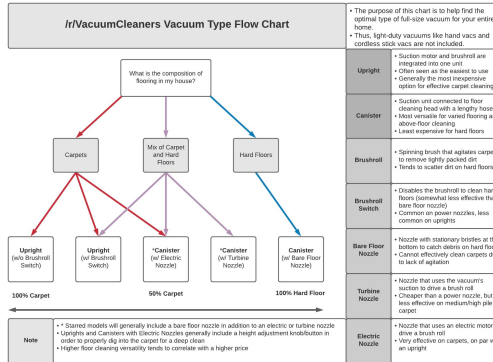 /r/VacuumCleaners Vacuum Type Flow Chart
• The purpose of this chart is to help find the
optimal type of full-size vacuum for your entire
home.
• Thus, light-duty vacuums like hand vacs and
cordless stick vacs are not included.
What is the composition of
flooring in my house?
Carpets
Mix of Carpet
and Hard
Floors
Hard Floors
Upright
(w/o Brushroll
Switch)
Upright
(w/ Brushroll
Switch)
*Canister
(w/ Electric
Nozzle)
*Canister
(w/ Turbine
Nozzle)
Canister
(w/ Bare Floor
Nozzle)
100% Carpet
50% Carpet
100% Hard Floor
Note
• * Starred models will generally include a bare floor nozzle in addition to an electric or turbine nozzle
• Uprights and Canisters with Electric Nozzles generally include a height adjustment knob/button in
order to properly dig into the carpet for a deep clean
• Higher floor cleaning versatility tends to correlate with a higher price
Upright
• Suction motor and brushroll are
integrated into one unit
• Often seen as the easiest to use
• Generally the most inexpensive
option for effective carpet cleaning
Canister
• Suction unit connected to floor
cleaning head with a lengthy hose
• Most versatile for varied flooring a
above-floor cleaning
• Least expensive for hard floors
Brushroll
• Spinning brush that agitates carpe
to remove tightly packed dirt
• Tends to scatter dirt on hard floors
Brushroll
Switch
• Disables the brushroll to clean har
floors (somewhat less effective tha
bare floor nozzle)
• Common on power nozzles, less
common on uprights
Bare Floor
Nozzle
• Nozzle with stationary bristles at th
bottom to catch debris on hard floo
• Cannot effectively clean carpets du
to lack of agitation
Turbine
Nozzle
• Nozzle that uses the vacuum's
suction to drive a brush roll
• Cheaper than a power nozzle, but
less effective on medium/high pile
carpet
Electric
Nozzle
• Nozzle that uses an electric motor
drive a brush roll
• Very effective on carpets, on par w
an upright